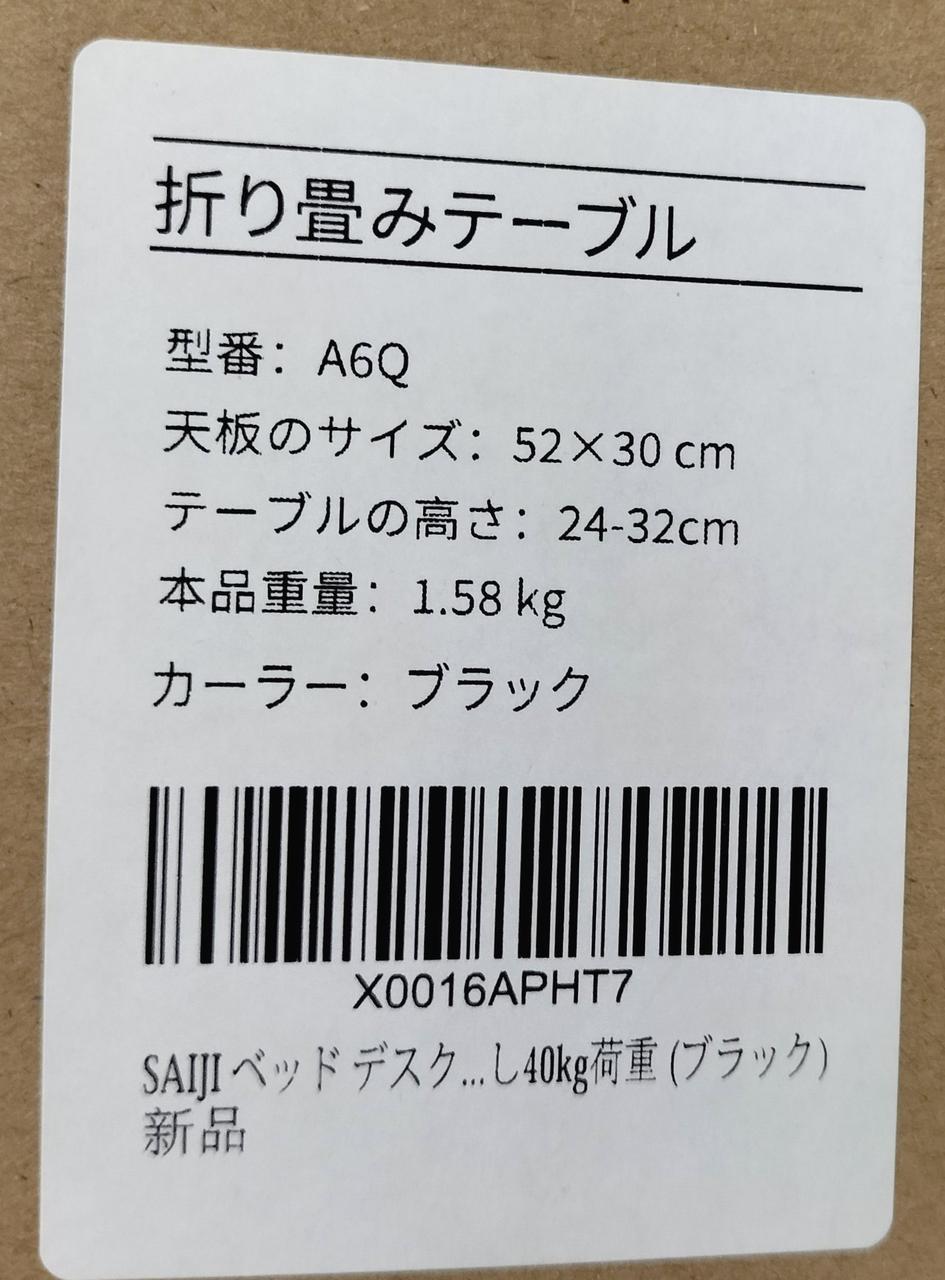 折り畳みテーブル
型番：A6Q
天板のサイズ：52×30 cm
テーブルの高さ：24-32cm
本品重量：1.58 kg
カーラー：ブラック
X0016APHT7
SAIJI ベッド デスク...し40kg荷重 (ブラック)
新品